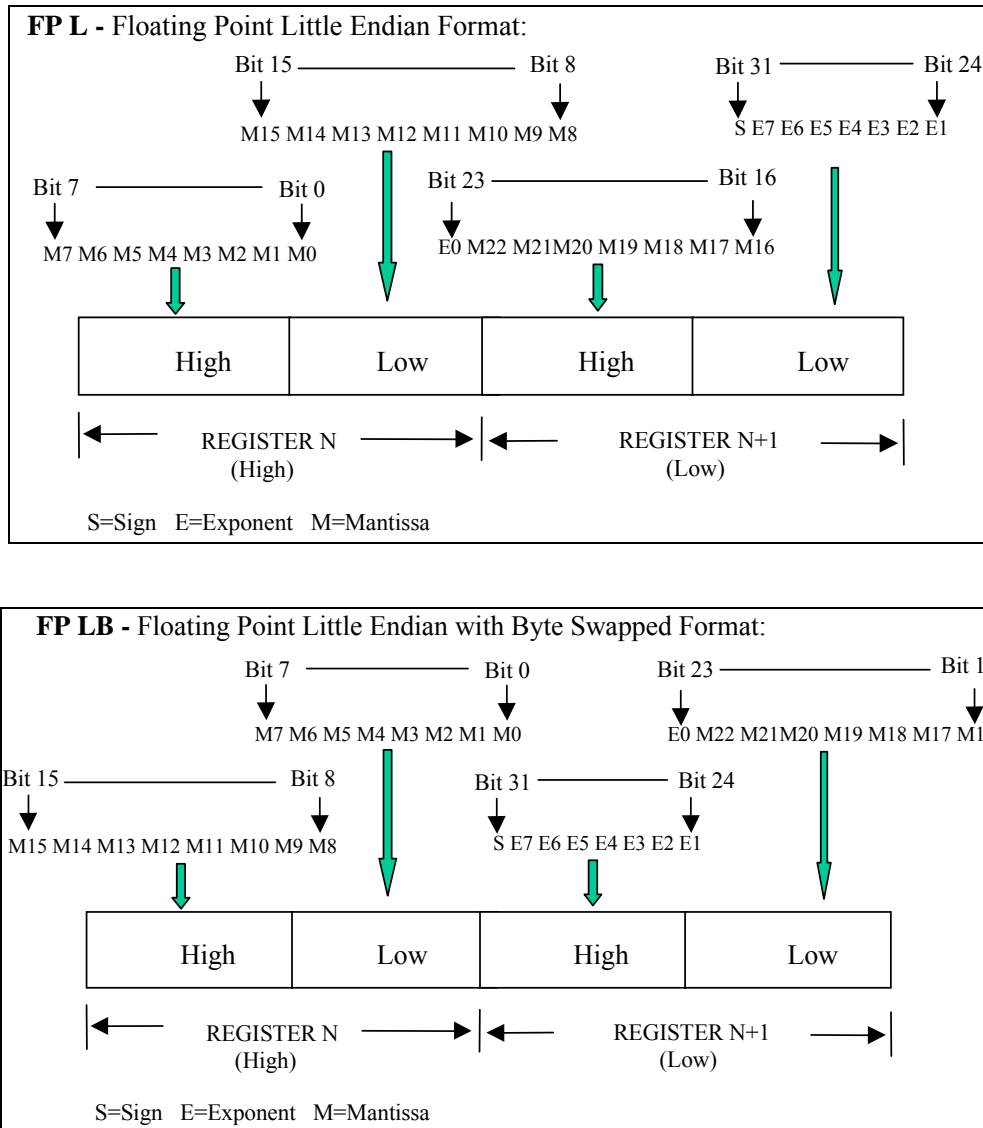 FP L - Floating Point Little Endian Format:
Bit 15 Bit 8 Bit 31 Bit 24
M15 M14 M13 M12 M11 M10 M9 M8 S E7 E6 E5 E4 E3 E2 E1
Bit 7 Bit 0 Bit 23 Bit 16
M7 M6 M5 M4 M3 M2 M1 M0 E0 M22 M21M20 M19 M18 M17 M16
High Low High Low
REGISTER N REGISTER N+1
(High) (Low)
S=Sign E=Exponent M=Mantissa
FP LB - Floating Point Little Endian with Byte Swapped Format:
Bit 7 Bit 0 Bit 23 Bit 1
M7 M6 M5 M4 M3 M2 M1 M0 E0 M22 M21M20 M19 M18 M17 M1
Bit 15 Bit 8 Bit 31 Bit 24
M15 M14 M13 M12 M11 M10 M9 M8 S E7 E6 E5 E4 E3 E2 E1
High Low High Low
REGISTER N REGISTER N+1
(High) (Low)
S=Sign E=Exponent M=Mantissa